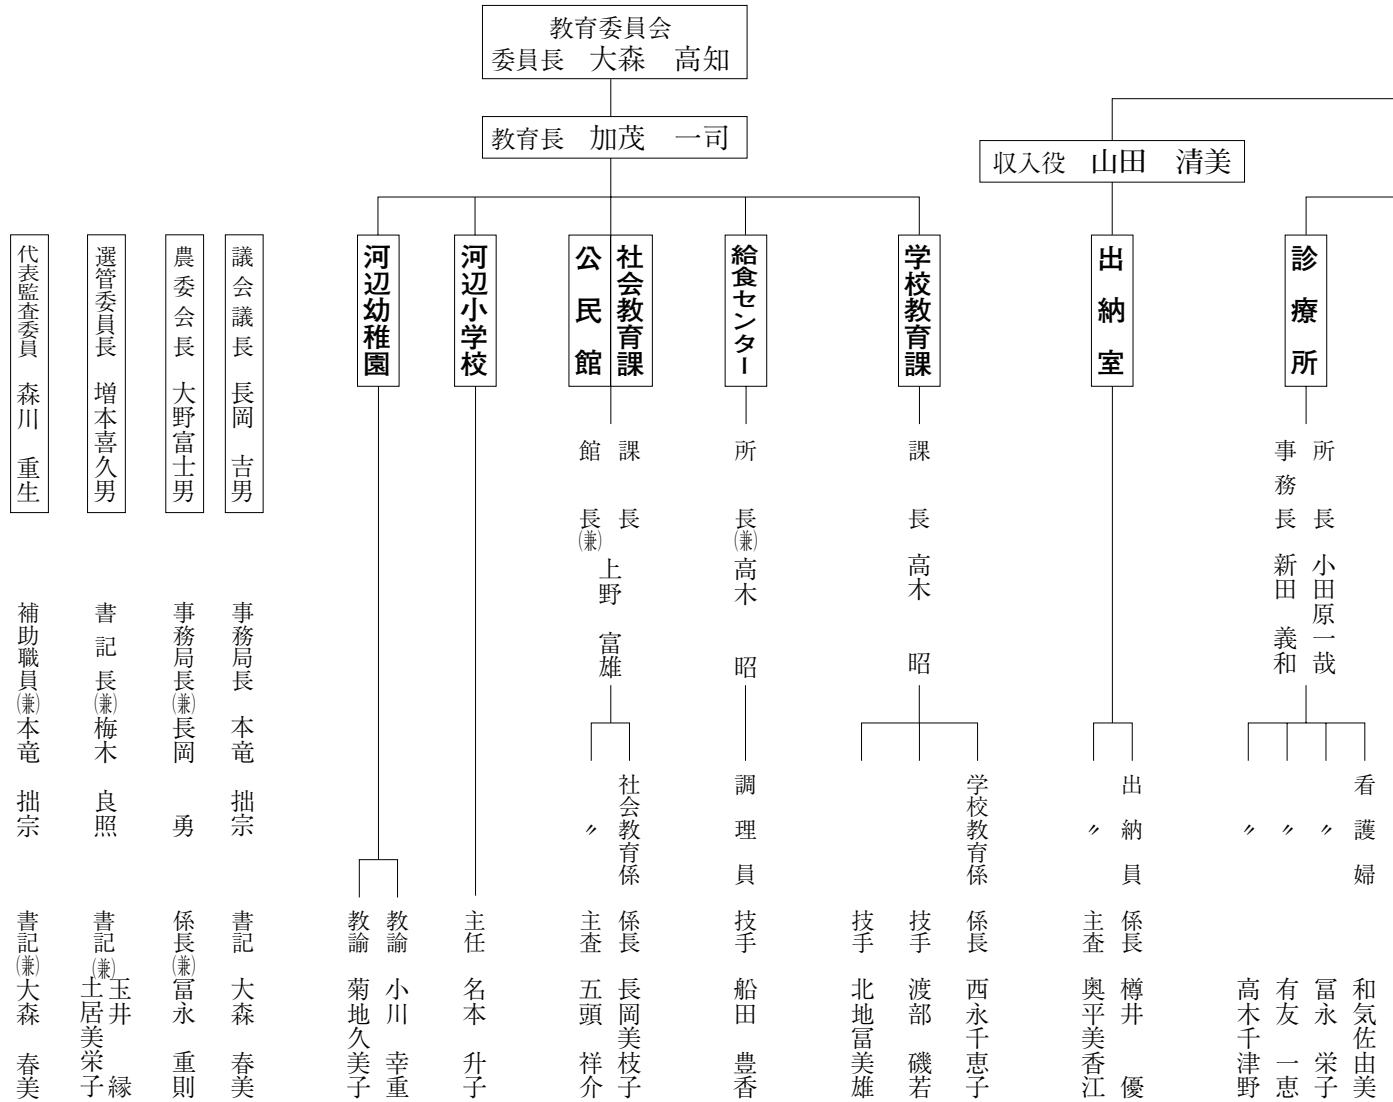 教育委員会
委員長 大森 高知
教育長 加茂 一司
収入役 山田 清美
診療所
所長 小田原一哉
事務長 新田 義和
看護婦 和気佐由美
〃 冨永 栄子
〃 有友 一恵
〃 高木千津野
出納室
出納員 係長 樽井 優
〃 主査 奥平美香江
学校教育課
課長 高木 昭
学校教育係 係長 西永千恵子
技手 渡部 磯若
技手 北地冨美雄
給食センター
所長㈱高木 昭
調理員 技手 船田 豊香
社会教育課
公民館
課長
館長(兼)
上野 富雄
社会教育係 係長 長岡美枝子
〃 主査 五頭 祥介
河辺小学校
主任 名本 升子
河辺幼稚園
教諭 小川 幸重
教諭 菊地久美子
議会議長 長岡 吉男
事務局長 本竜 拙宗
書記 大森 春美
農委会長 大野富士男
事務局長(兼)長岡 勇
係長(兼)冨永 重則
選管委員長 増本喜久男
書記長(兼)梅木 良照
書記(兼)
玉井 縁
土居美栄子
代表監査委員 森川 重生
補助職員(兼)本竜 拙宗
書記(兼)大森 春美